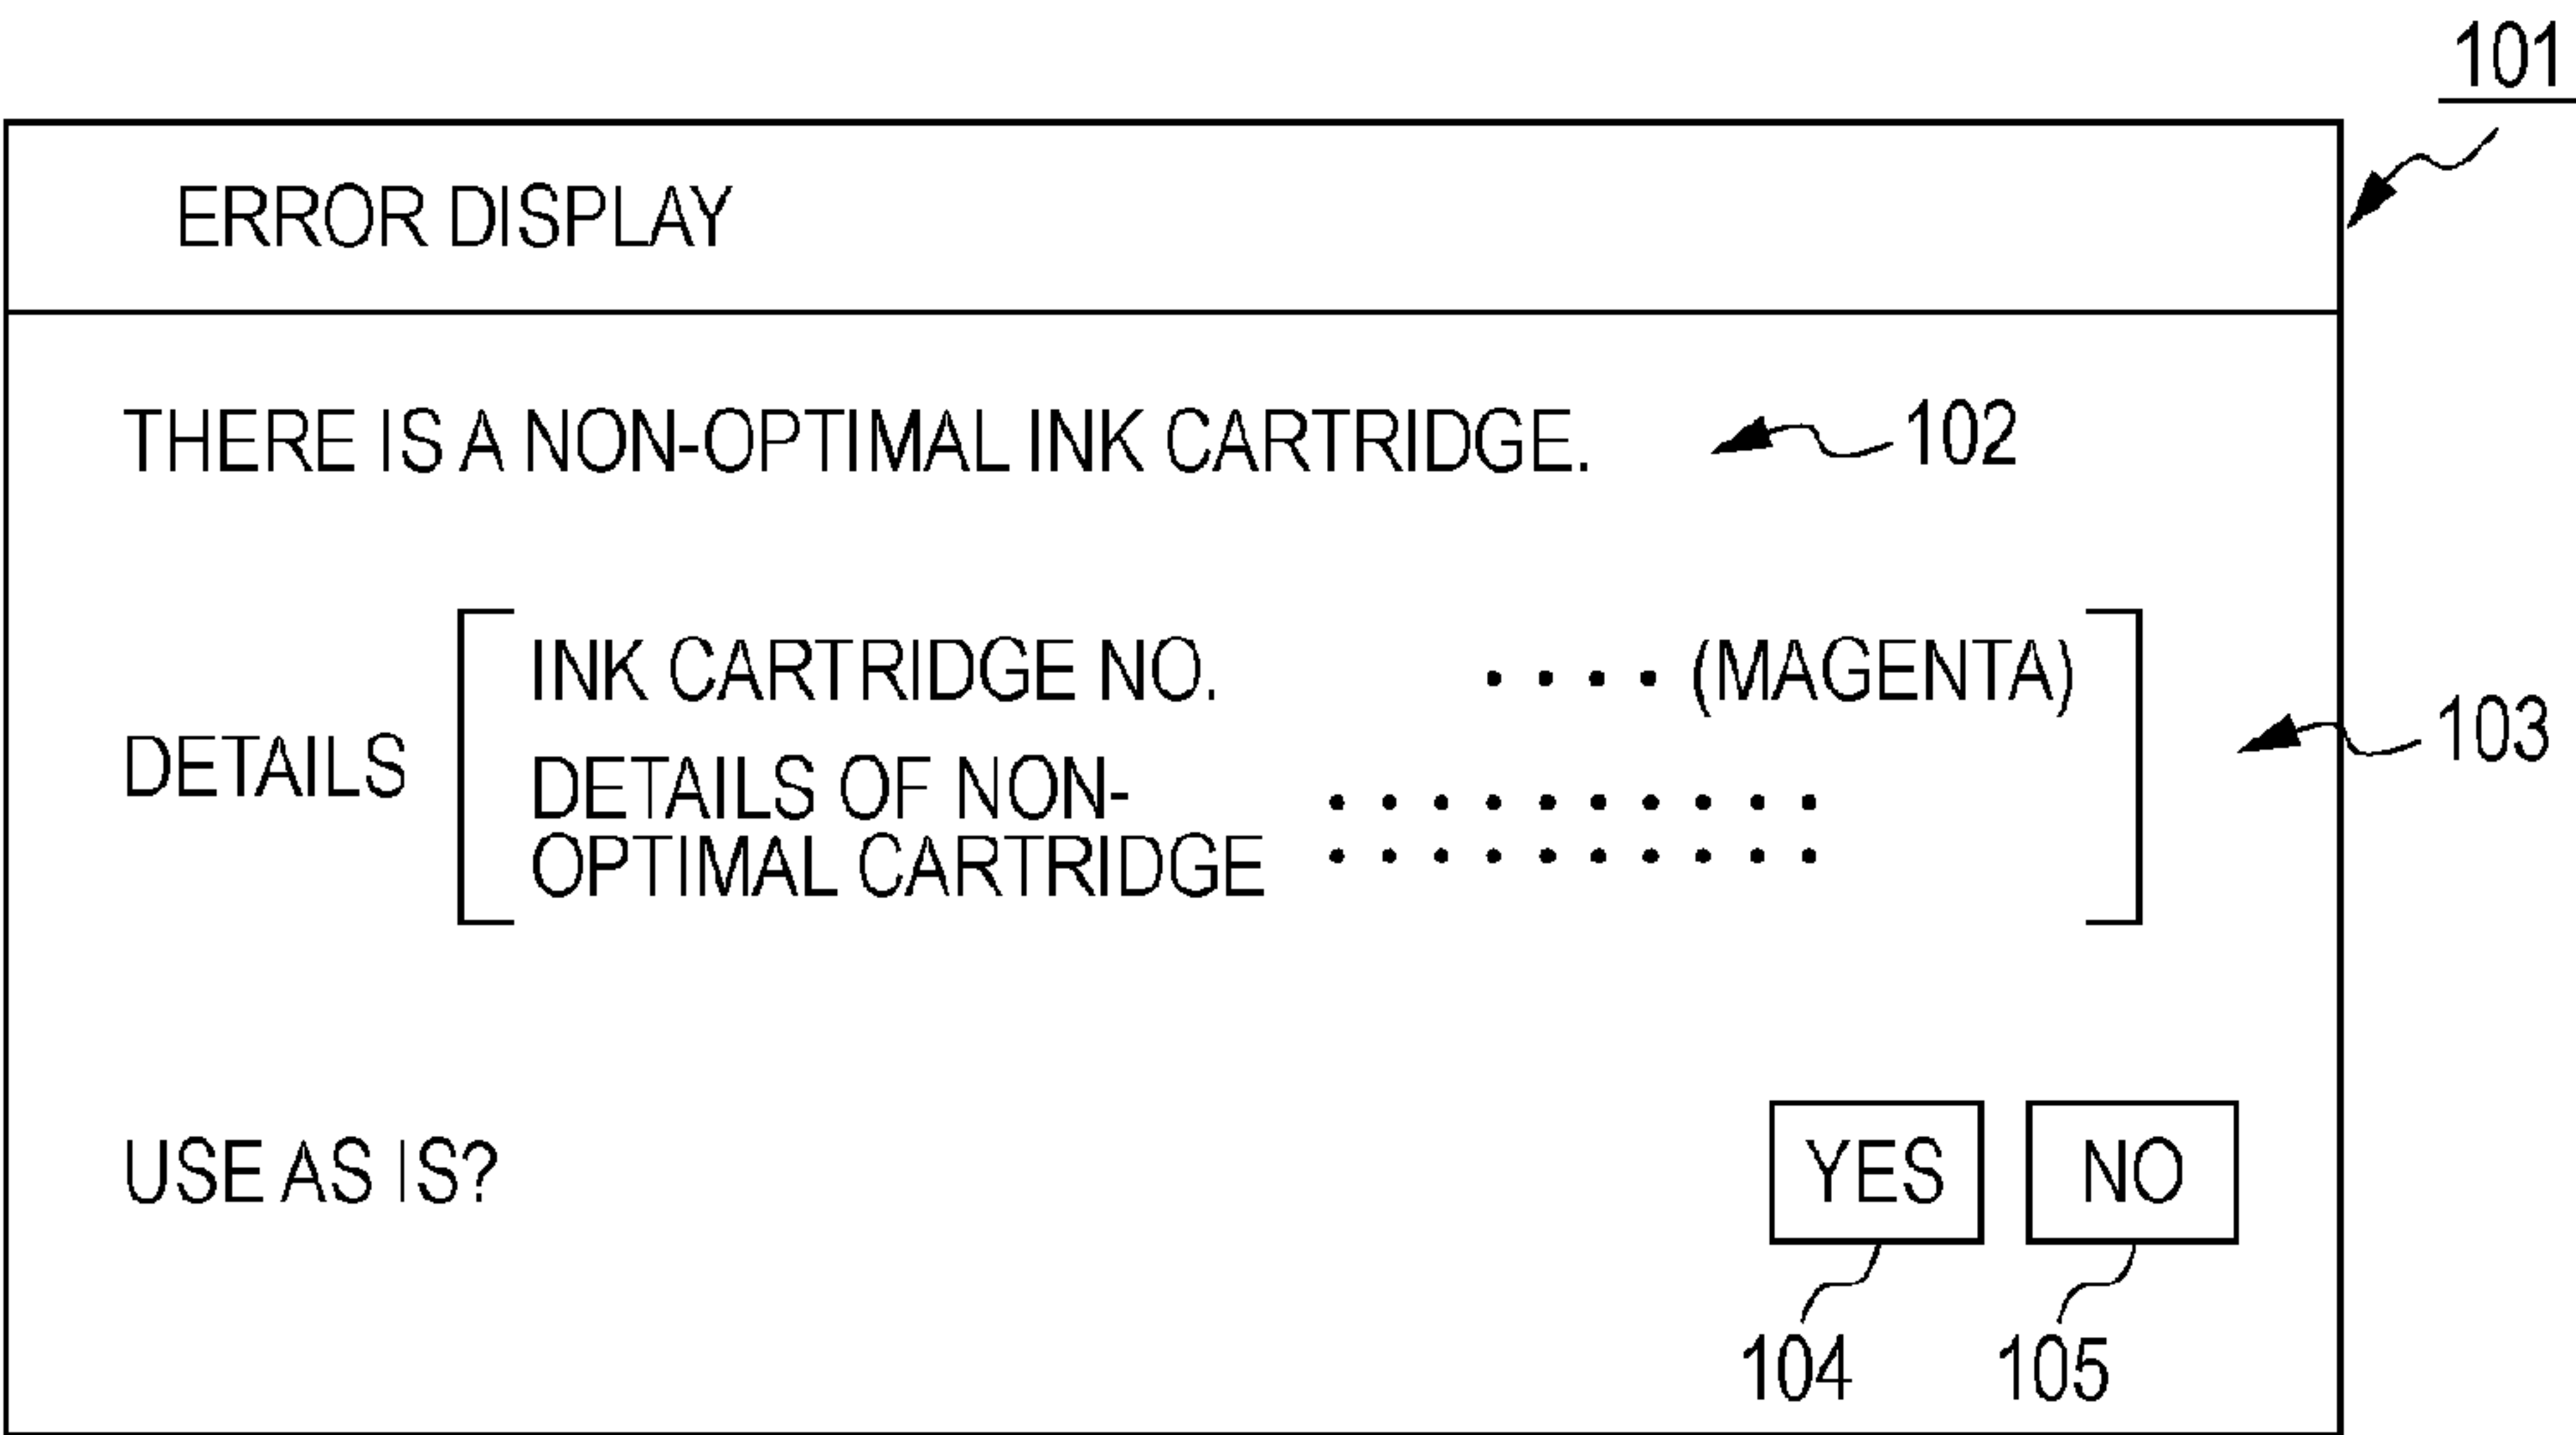 101
ERROR DISPLAY
THERE IS A NON-OPTIMAL INK CARTRIDGE. 102
INK CARTRIDGE NO. • • • • (MAGENTA)
DETAILS 103
DETAILS OF NON- • • • • • • • • • •
OPTIMAL CARTRIDGE • • • • • • • • • •
USE AS IS? YES NO
104 105